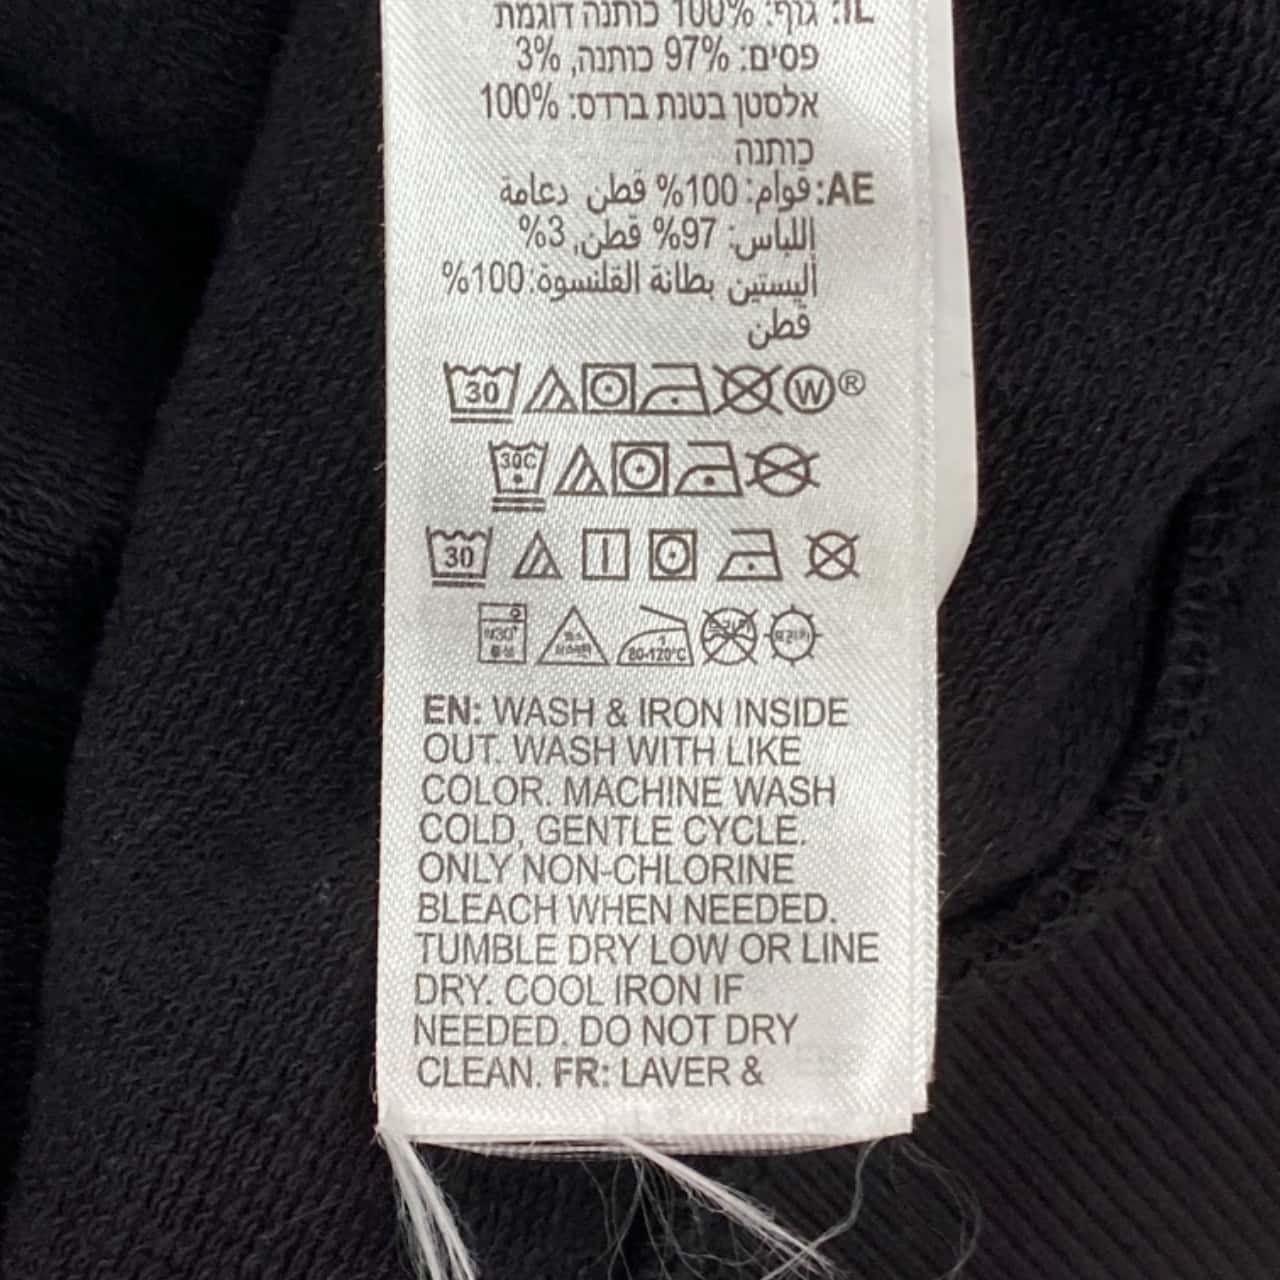 IL: גוף: 100% כותנה דוגמת
פסים: 97% כותנה, 3%
אלסטן בטנת ברדס: 100%
כותנה
AE: قوام: 100% قطن دعامة
اللباس: 97% قطن, 3%
اليستين بطانة القلنسوة: 100%
قطن
30 W®
30C
30
80-120°C
EN: WASH & IRON INSIDE
OUT. WASH WITH LIKE
COLOR. MACHINE WASH
COLD, GENTLE CYCLE.
ONLY NON-CHLORINE
BLEACH WHEN NEEDED.
TUMBLE DRY LOW OR LINE
DRY. COOL IRON IF
NEEDED. DO NOT DRY
CLEAN. FR: LAVER &